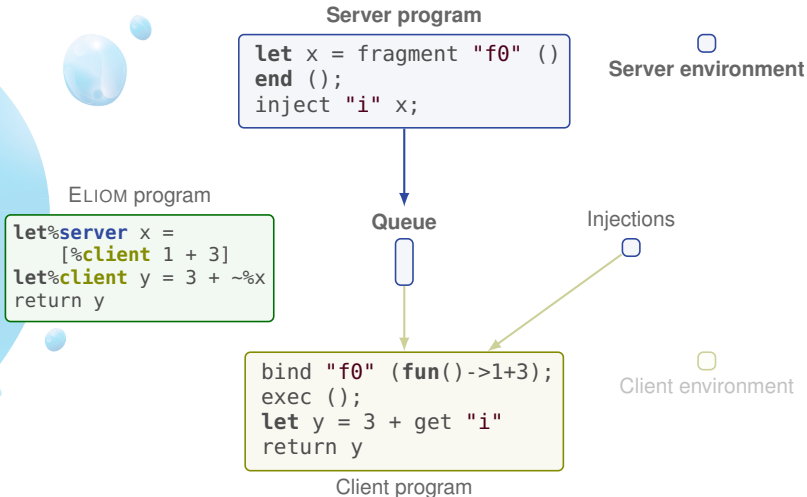 Server program
let x = fragment "f0" ()
end ();
inject "i" x;
Server environment
ELIOM program
let%server x =
[%client 1 + 3]
let%client y = 3 + ~%x
return y
Queue
Injections
bind "f0" (fun()->1+3);
exec ();
let y = 3 + get "i"
return y
Client environment
Client program